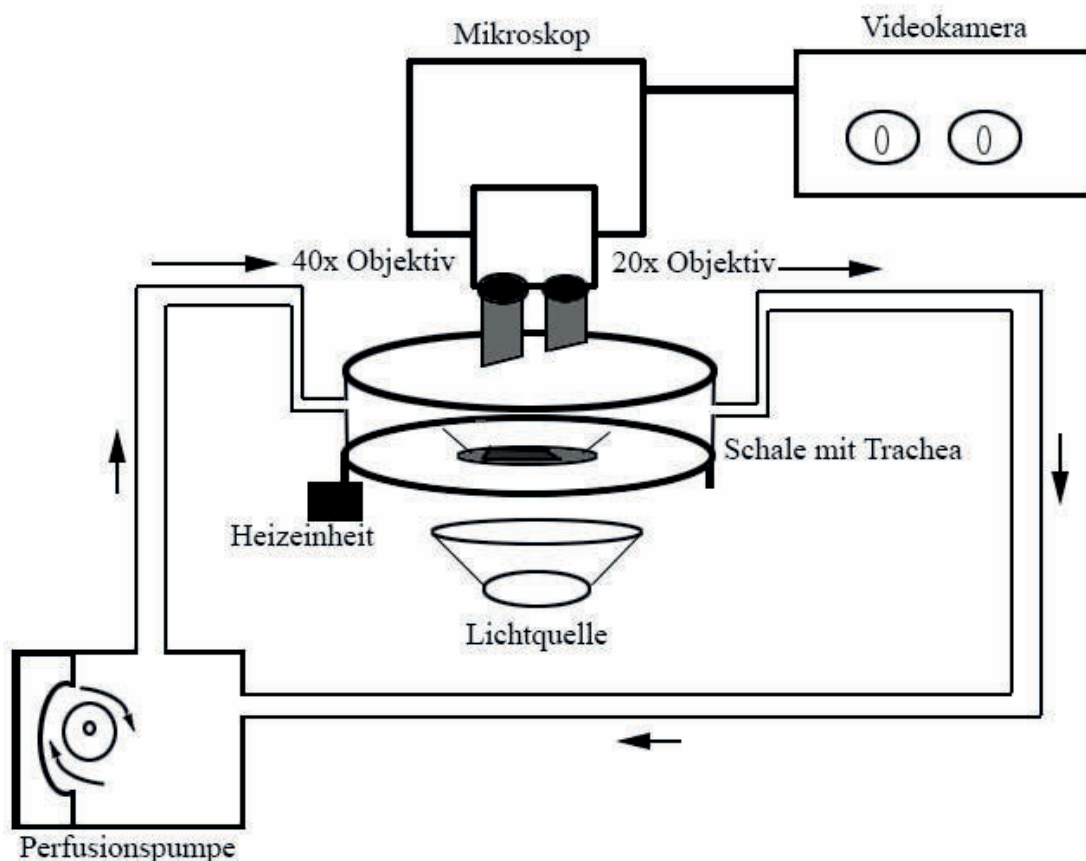 Mikroskop
Videokamera
40x Objektiv
20x Objektiv
Schale mit Trachea
Heizeinheit
Lichtquelle
Perfusionspumpe